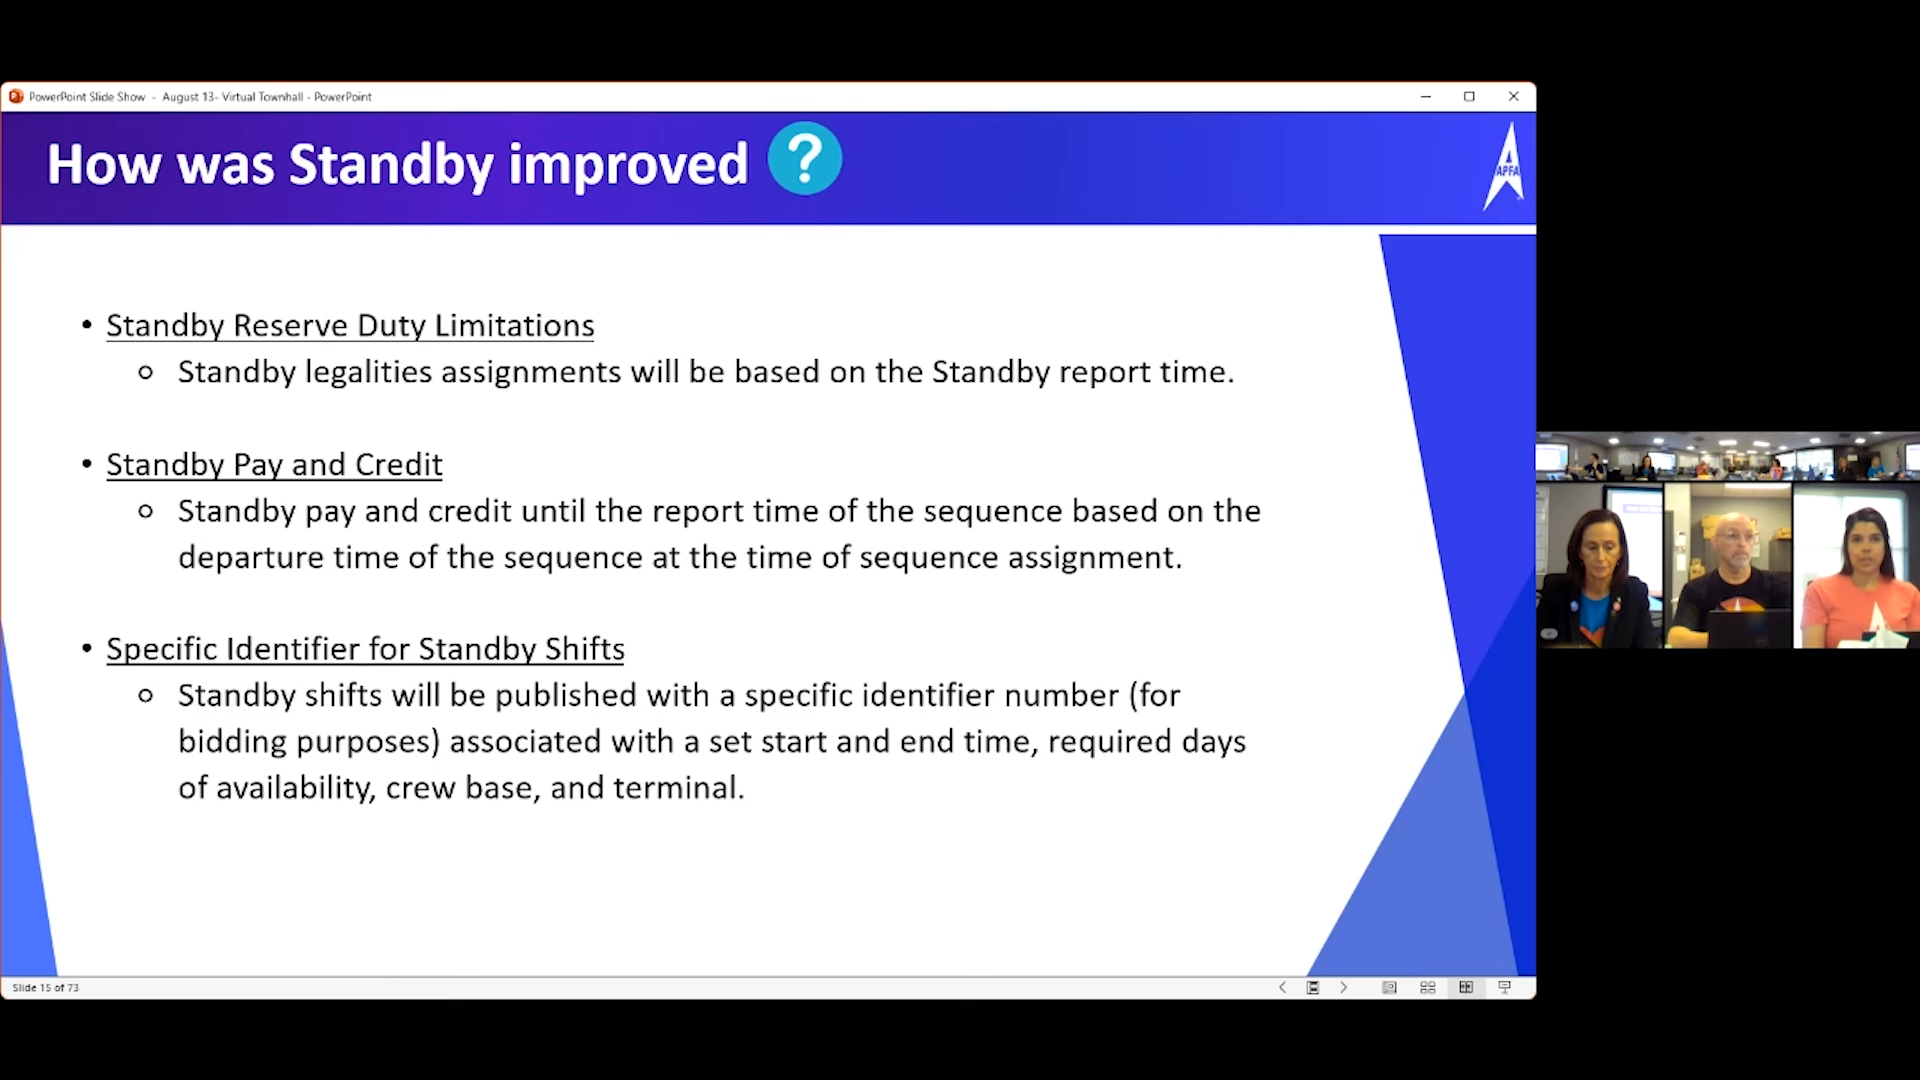 PowerPoint Slide Show - August 13- Virtual Townhall - PowerPoint
How was Standby improved ?
APFA
• Standby Reserve Duty Limitations
o Standby legalities assignments will be based on the Standby report time.
• Standby Pay and Credit
o Standby pay and credit until the report time of the sequence based on the
departure time of the sequence at the time of sequence assignment.
• Specific Identifier for Standby Shifts
o Standby shifts will be published with a specific identifier number (for
bidding purposes) associated with a set start and end time, required days
of availability, crew base, and terminal.
Slide 15 of 73